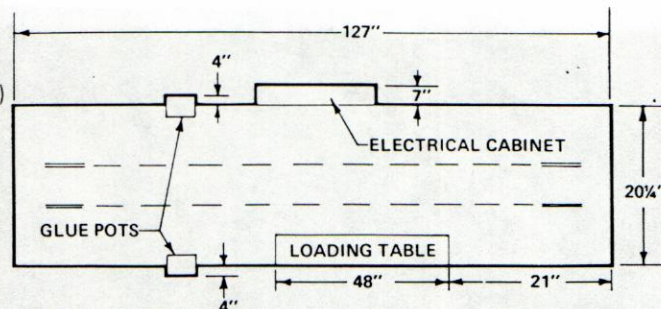 127"
4"
7"
ELECTRICAL CABINET
20¼"
GLUE POTS
LOADING TABLE
48"
21"
4"